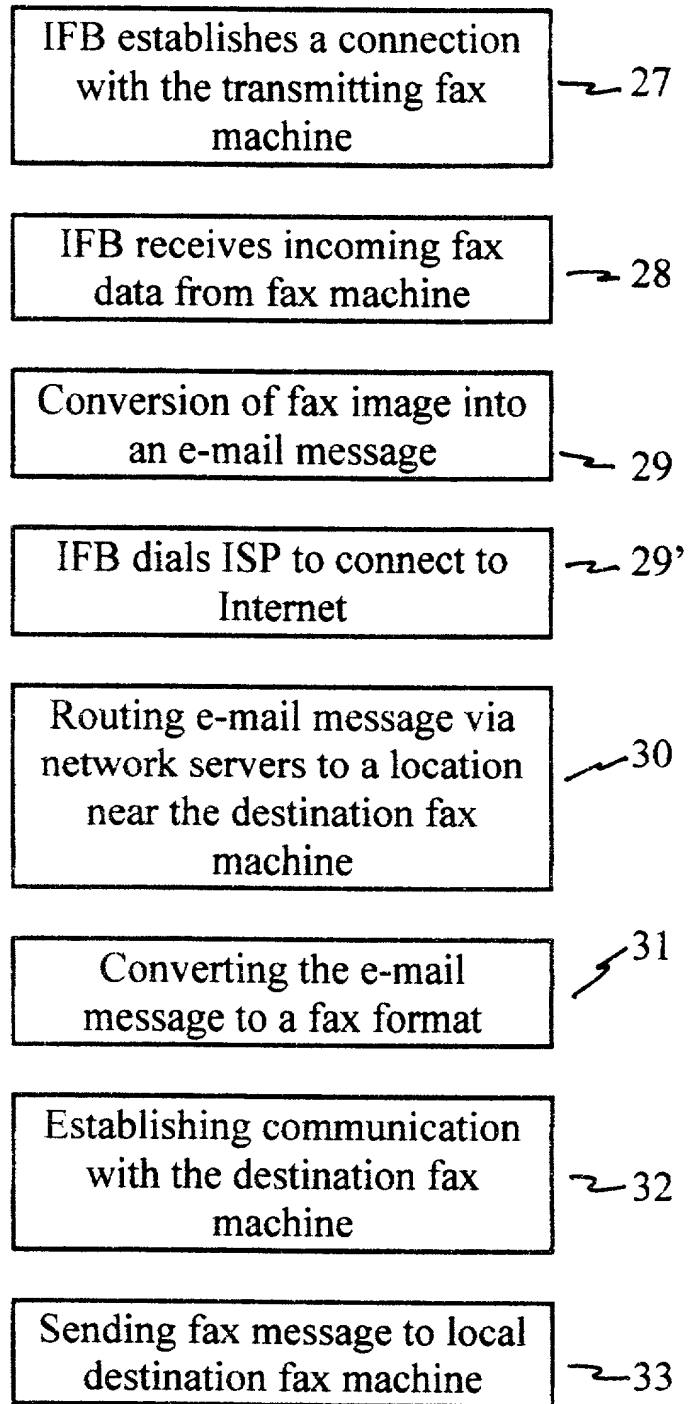 IFB establishes a connection
with the transmitting fax
machine
27
IFB receives incoming fax
data from fax machine
28
Conversion of fax image into
an e-mail message
29
IFB dials ISP to connect to
Internet
29’
Routing e-mail message via
network servers to a location
near the destination fax
machine
30
Converting the e-mail
message to a fax format
31
Establishing communication
with the destination fax
machine
32
Sending fax message to local
destination fax machine
33